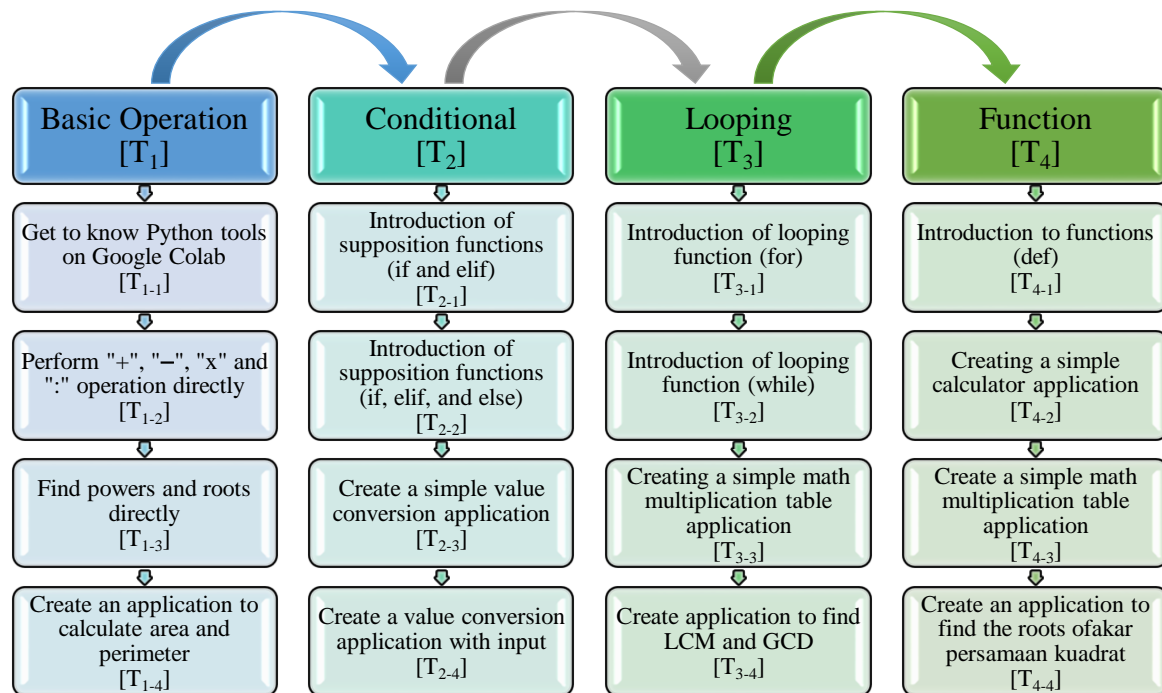 Basic Operation
[T₁]
Get to know Python tools
on Google Colab
[T₁₋₁]
Perform "+", "–", "x" and
":" operation directly
[T₁₋₂]
Find powers and roots
directly
[T₁₋₃]
Create an application to
calculate area and
perimeter
[T₁₋₄]
Conditional
[T₂]
Introduction of
supposition functions
(if and elif)
[T₂₋₁]
Introduction of
supposition functions
(if, elif, and else)
[T₂₋₂]
Create a simple value
conversion application
[T₂₋₃]
Create a value conversion
application with input
[T₂₋₄]
Looping
[T₃]
Introduction of looping
function (for)
[T₃₋₁]
Introduction of looping
function (while)
[T₃₋₂]
Creating a simple math
multiplication table
application
[T₃₋₃]
Create application to find
LCM and GCD
[T₃₋₄]
Function
[T₄]
Introduction to functions
(def)
[T₄₋₁]
Creating a simple
calculator application
[T₄₋₂]
Create a simple math
multiplication table
application
[T₄₋₃]
Create an application to
find the roots ofakar
persamaan kuadrat
[T₄₋₄]